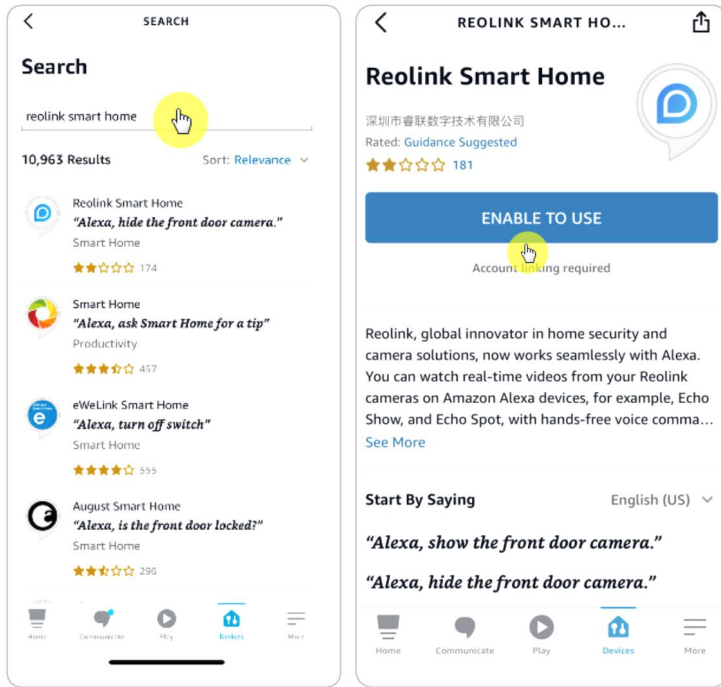 SEARCH
Search
reolink smart home
10,963 Results
Sort: Relevance
Reolink Smart Home
“Alexa, hide the front door camera.”
Smart Home
174
Smart Home
“Alexa, ask Smart Home for a tip”
Productivity
457
eWeLink Smart Home
“Alexa, turn off switch”
Smart Home
555
August Smart Home
“Alexa, is the front door locked?”
Smart Home
296
Home
Communicate
Play
Devices
More
REOLINK SMART HO...
Reolink Smart Home
深圳市睿联数字技术有限公司
Rated: Guidance Suggested
181
ENABLE TO USE
Account linking required
Reolink, global innovator in home security and
camera solutions, now works seamlessly with Alexa.
You can watch real-time videos from your Reolink
cameras on Amazon Alexa devices, for example, Echo
Show, and Echo Spot, with hands-free voice comma...
See More
Start By Saying
English (US)
“Alexa, show the front door camera.”
“Alexa, hide the front door camera.”
Home
Communicate
Play
Devices
More